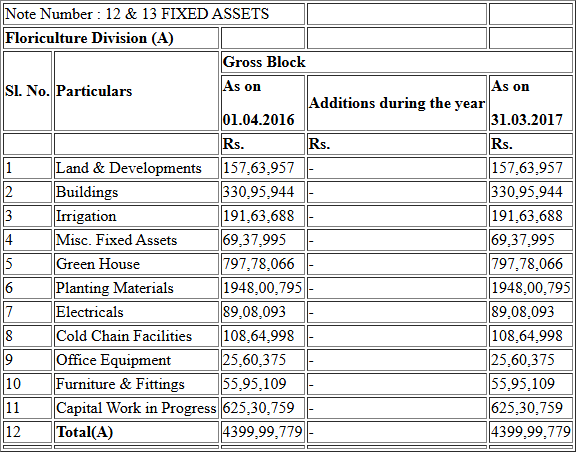 Note Number : 12 & 13 FIXED ASSETS
Floriculture Division (A)
Sl. No. Particulars Gross Block
As on 01.04.2016 Additions during the year As on 31.03.2017
Rs. Rs. Rs.
1 Land & Developments 157,63,957 - 157,63,957
2 Buildings 330,95,944 - 330,95,944
3 Irrigation 191,63,688 - 191,63,688
4 Misc. Fixed Assets 69,37,995 - 69,37,995
5 Green House 797,78,066 - 797,78,066
6 Planting Materials 1948,00,795 - 1948,00,795
7 Electricals 89,08,093 - 89,08,093
8 Cold Chain Facilities 108,64,998 - 108,64,998
9 Office Equipment 25,60,375 - 25,60,375
10 Furniture & Fittings 55,95,109 - 55,95,109
11 Capital Work in Progress 625,30,759 - 625,30,759
12 Total(A) 4399,99,779 - 4399,99,779